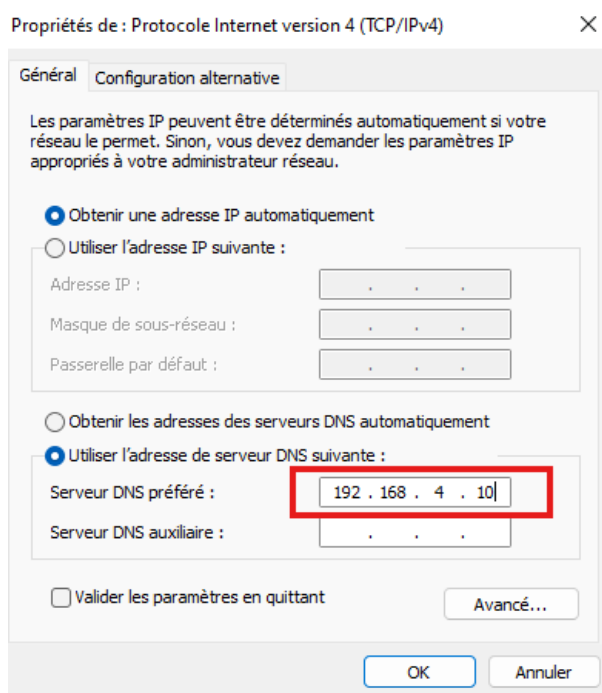 Propriétés de : Protocole Internet version 4 (TCP/IPv4)
Général
Configuration alternative
Les paramètres IP peuvent être déterminés automatiquement si votre
réseau le permet. Sinon, vous devez demander les paramètres IP
appropriés à votre administrateur réseau.
Obtenir une adresse IP automatiquement
Utiliser l'adresse IP suivante :
Adresse IP :
Masque de sous-réseau :
Passerelle par défaut :
Obtenir les adresses des serveurs DNS automatiquement
Utiliser l'adresse de serveur DNS suivante :
Serveur DNS préféré : 192 . 168 . 4 . 10
Serveur DNS auxiliaire :
Valider les paramètres en quittant
Avancé...
OK Annuler